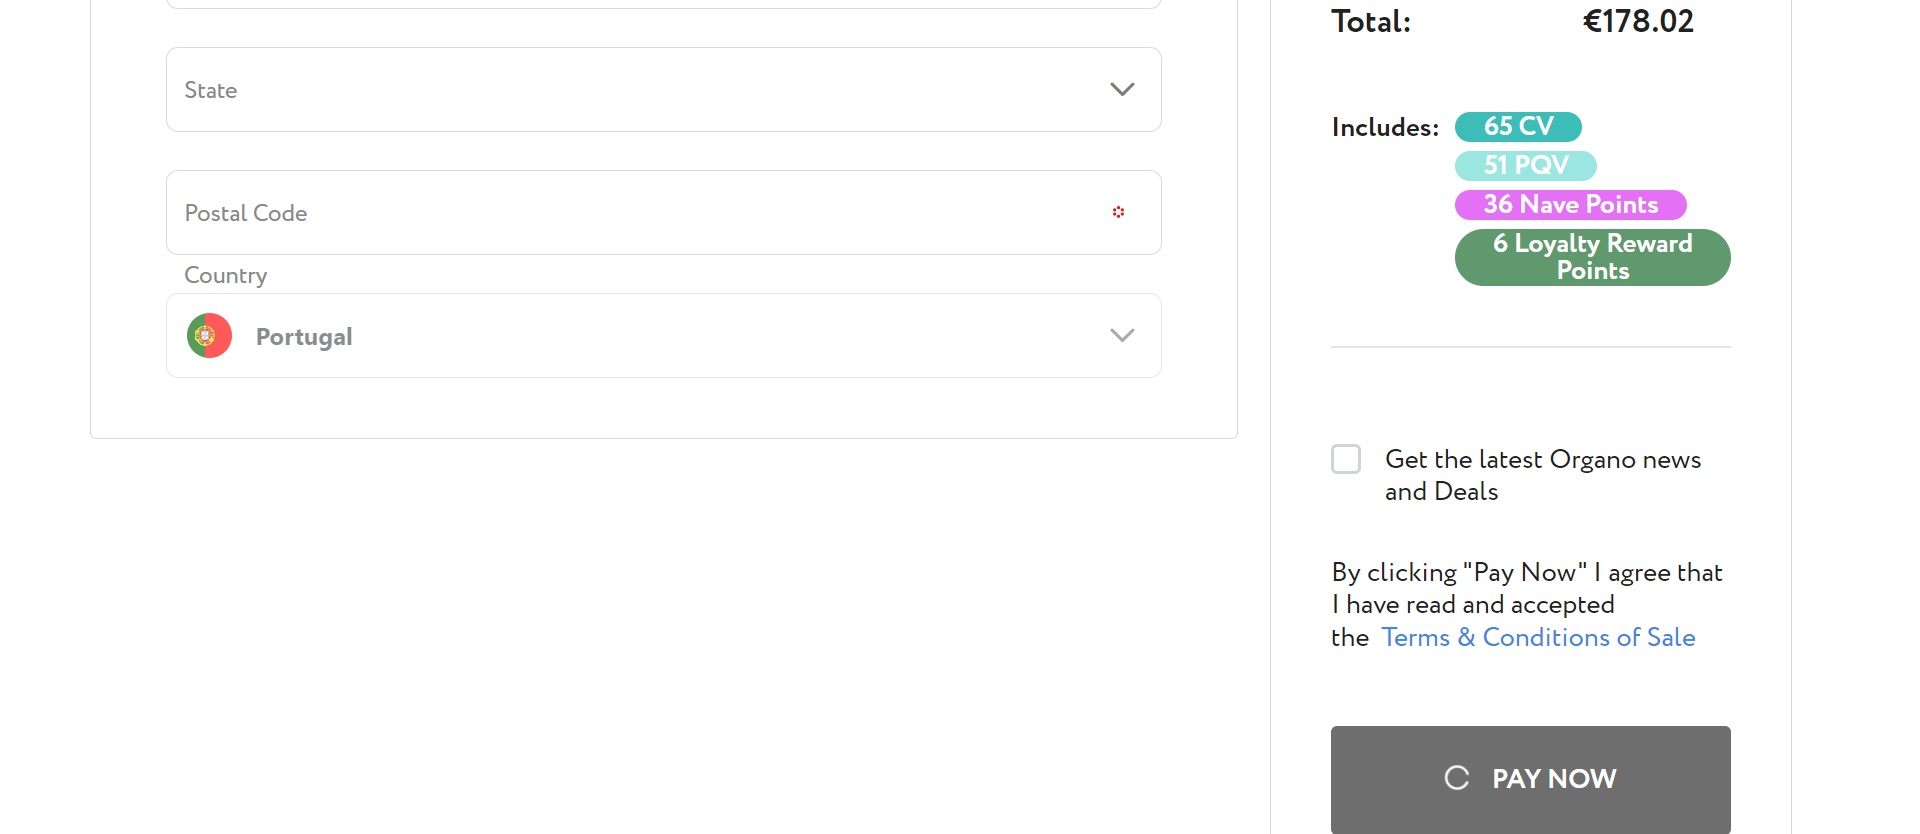 State
Postal Code
Country
Portugal
Total: €178.02
Includes: 65 CV
51 PQV
36 Nave Points
6 Loyalty Reward
Points
Get the latest Organo news
and Deals
By clicking "Pay Now" I agree that
I have read and accepted
the Terms & Conditions of Sale
PAY NOW